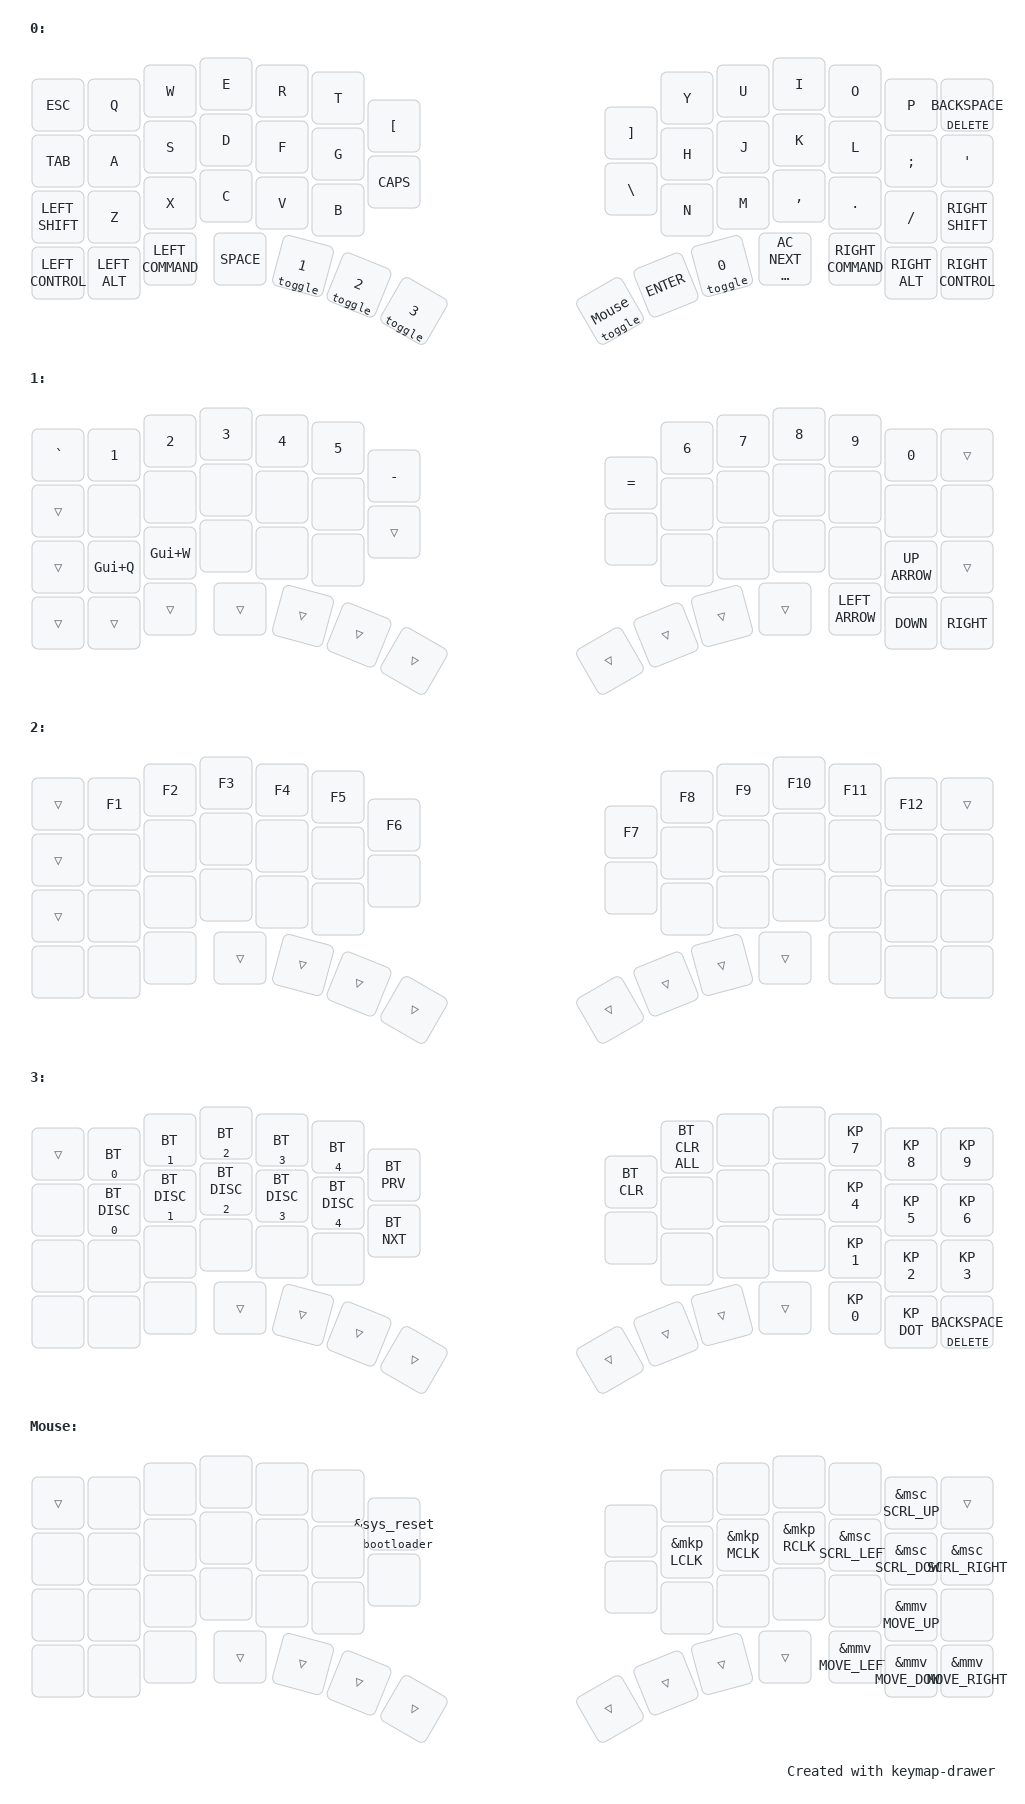 0:
ESC Q W E R T [
] Y U I O P BACKSPACE
DELETE
TAB A S D F G CAPS
\ H J K L ; '
LEFT
SHIFT Z X C V B
N M , . / RIGHT
SHIFT
LEFT
CONTROL
LEFT
ALT
LEFT
COMMAND
SPACE
1
toggle
2
toggle
3
toggle
Mouse
toggle
ENTER
0
toggle
AC
NEXT
…
RIGHT
COMMAND
RIGHT
ALT
RIGHT
CONTROL
1:
` 1 2 3 4 5 -
= 6 7 8 9 0 ▽
▽ ▽
▽ Gui+Q Gui+W
UP
ARROW
▽
▽ ▽ ▽ ▽ ▽ ▽ ▽
▽ ▽ ▽ ▽
LEFT
ARROW
DOWN
RIGHT
2:
▽ F1 F2 F3 F4 F5 F6
F7 F8 F9 F10 F11 F12 ▽
▽
▽
▽ ▽ ▽ ▽
▽ ▽ ▽ ▽
3:
▽
BT
0
BT
1
BT
2
BT
3
BT
4
BT
PRV
BT
CLR
BT
CLR
ALL
KP
7
KP
8
KP
9
BT
DISC
0
BT
DISC
1
BT
DISC
2
BT
DISC
3
BT
DISC
4
BT
NXT
KP
4
KP
5
KP
6
KP
1
KP
2
KP
3
▽ ▽ ▽ ▽
▽ ▽ ▽ ▽
KP
0
KP
DOT
BACKSPACE
DELETE
Mouse:
▽
&sys_reset
bootloader
&msc
SCRL_UP
▽
&mkp
LCLK
&mkp
MCLK
&mkp
RCLK
&msc
SCRL_LEFT
&msc
SCRL_DOWN
&msc
SCRL_RIGHT
&mmv
MOVE_UP
▽ ▽ ▽ ▽
▽ ▽ ▽ ▽
&mmv
MOVE_LEFT
&mmv
MOVE_DOWN
&mmv
MOVE_RIGHT
Created with keymap-drawer